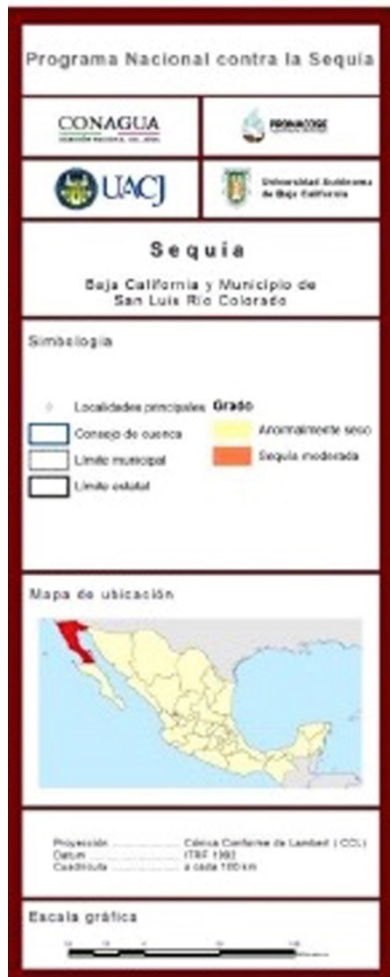 Programa Nacional contra la Sequía
CONAGUA
PRONACOSE
UACJ
Universidad Autónoma
de Baja California
Sequía
Baja California y Municipio de
San Luis Río Colorado
Simbología
Localidades principales
Consejo de cuenca
Límite municipal
Límite estatal
Grado
Anormalmente seco
Sequía moderada
Mapa de ubicación
Proyección .......... Cónica Conforme de Lambert (CCL)
Datum .......... ITRF 1992
Cuadrícula .......... a cada 100 km
Escala gráfica